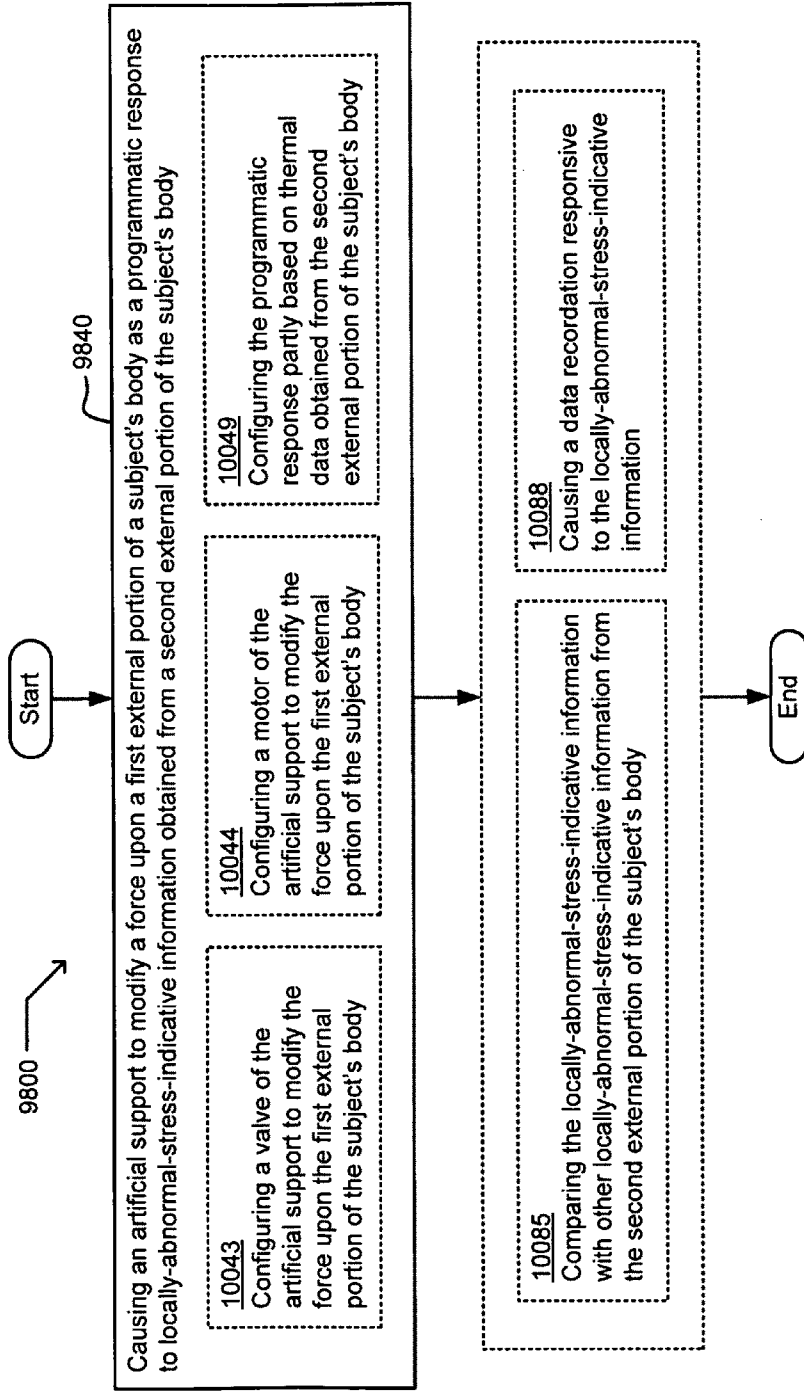 Start
9800
9840
Causing an artificial support to modify a force upon a first external portion of a subject's body as a programmatic response
to locally-abnormal-stress-indicative information obtained from a second external portion of the subject's body
10043
Configuring a valve of the
artificial support to modify the
force upon the first external
portion of the subject's body
10044
Configuring a motor of the
artificial support to modify the
force upon the first external
portion of the subject's body
10049
Configuring the programmatic
response partly based on thermal
data obtained from the second
external portion of the subject's body
10085
Comparing the locally-abnormal-stress-indicative information
with other locally-abnormal-stress-indicative information from
the second external portion of the subject's body
10088
Causing a data recordation responsive
to the locally-abnormal-stress-indicative
information
End